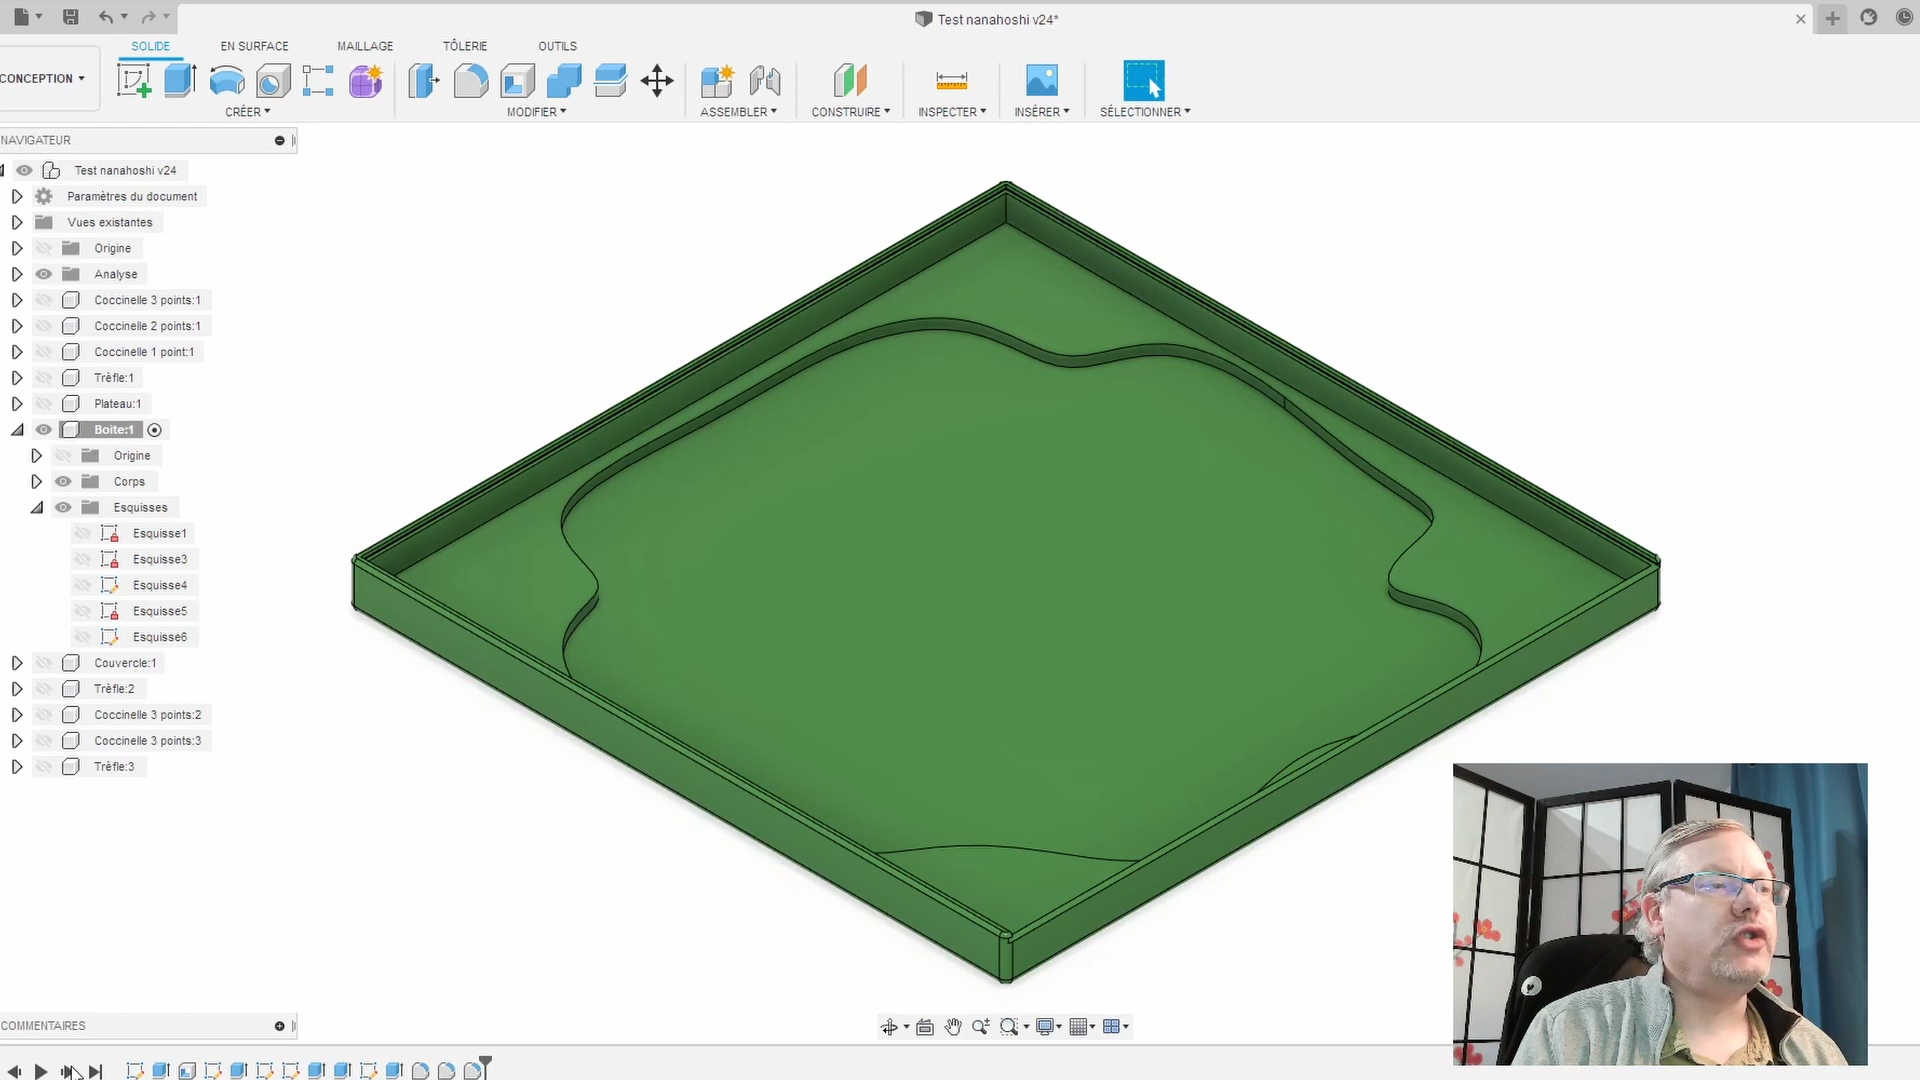 Test nanahoshi v24*
SOLIDE
EN SURFACE
MAILLAGE
TÔLERIE
OUTILS
CONCEPTION
CRÉER
MODIFIER
ASSEMBLER
CONSTRUIRE
INSPECTER
INSÉRER
SÉLECTIONNER
NAVIGATEUR
Test nanahoshi v24
Paramètres du document
Vues existantes
Origine
Analyse
Coccinelle 3 points:1
Coccinelle 2 points:1
Coccinelle 1 point:1
Trèfle:1
Plateau:1
Boite:1
Origine
Corps
Esquisses
Esquisse1
Esquisse3
Esquisse4
Esquisse5
Esquisse6
Couvercle:1
Trèfle:2
Coccinelle 3 points:2
Coccinelle 3 points:3
Trèfle:3
COMMENTAIRES